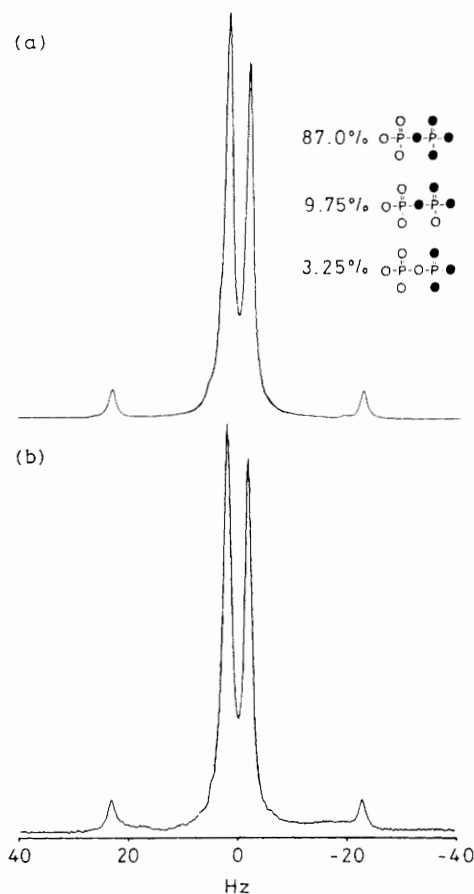 (a)
O ●
87.0% O-P-●-P-●
O ●
O ●
9.75% O-P-●-P-●
O O
O ●
3.25% O-P-O-P-●
O ●
(b)
40 20 0 -20 -40
Hz